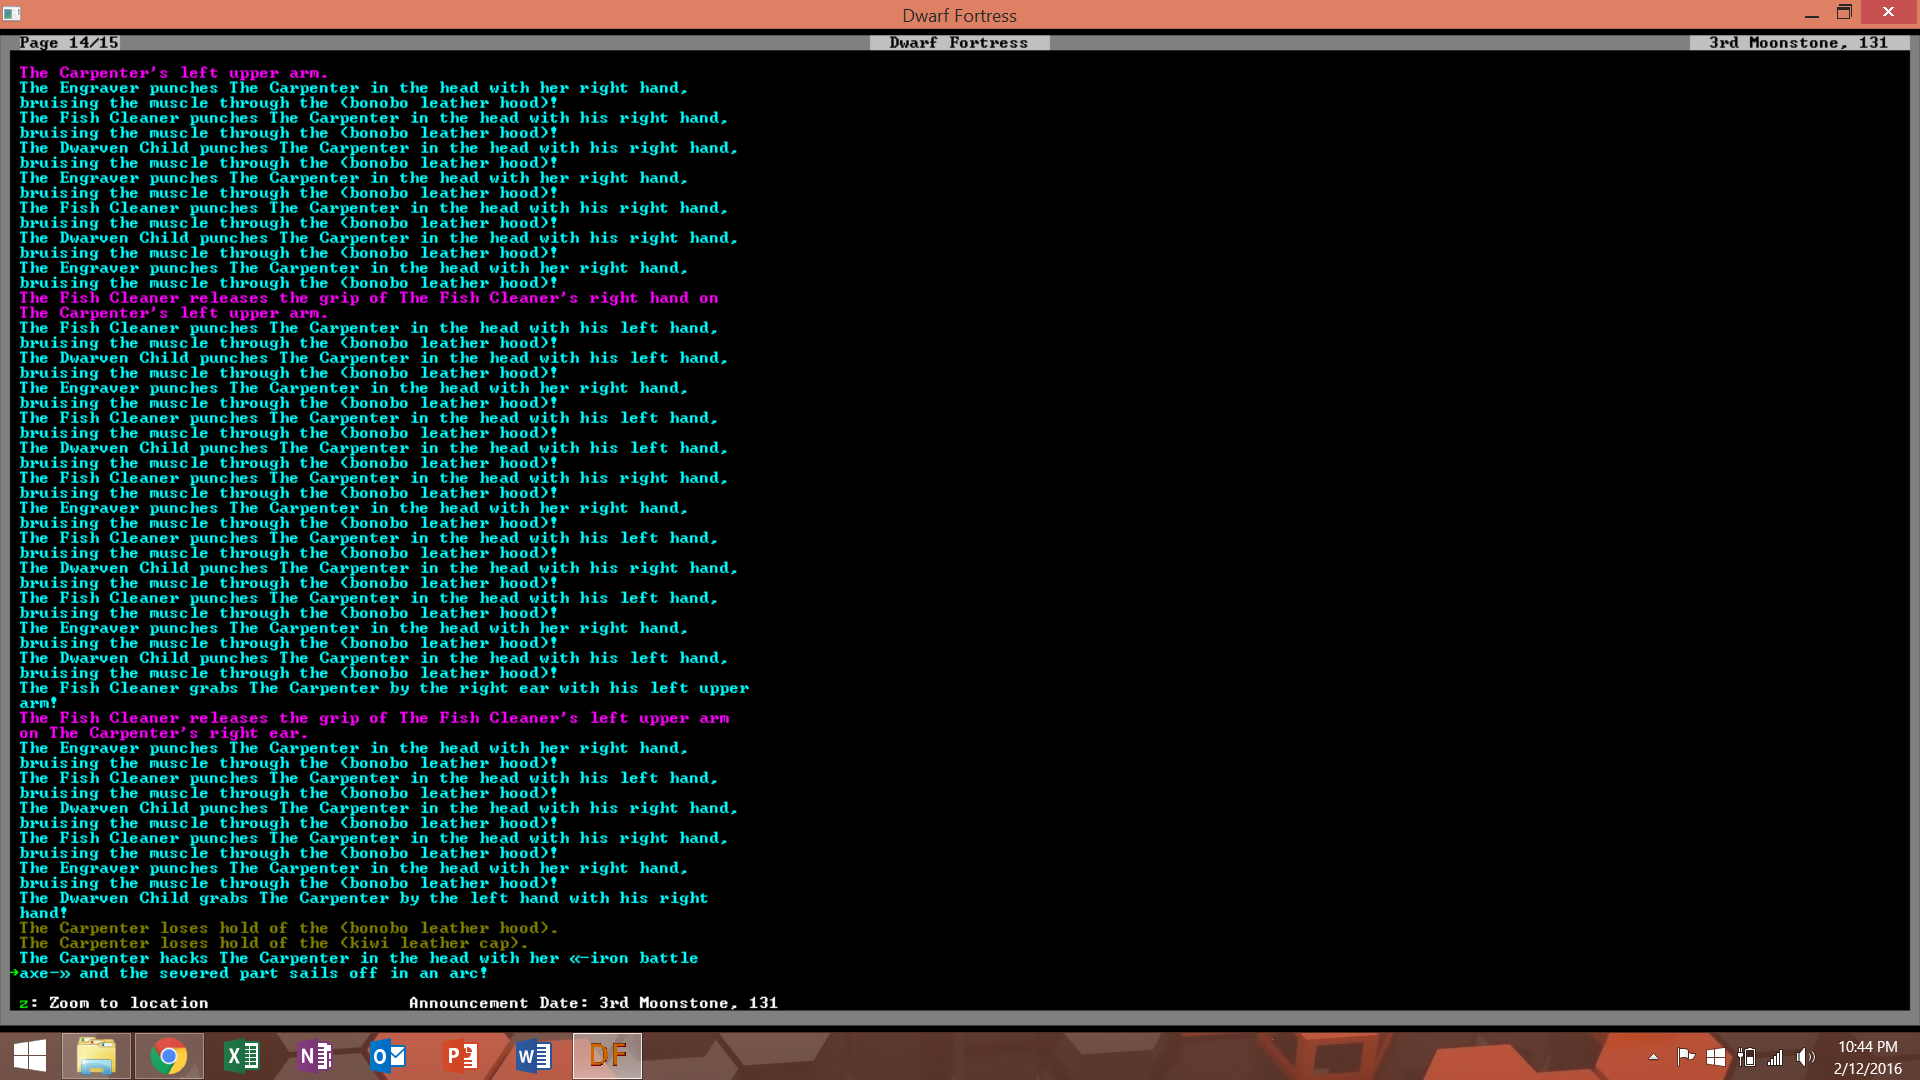 Dwarf Fortress
Page 14/15
Dwarf Fortress
3rd Moonstone, 131
The Carpenter's left upper arm.
The Engraver punches The Carpenter in the head with her right hand,
bruising the muscle through the (bonobo leather hood)!
The Fish Cleaner punches The Carpenter in the head with his right hand,
bruising the muscle through the (bonobo leather hood)!
The Dwarven Child punches The Carpenter in the head with his right hand,
bruising the muscle through the (bonobo leather hood)!
The Engraver punches The Carpenter in the head with her right hand,
bruising the muscle through the (bonobo leather hood)!
The Fish Cleaner punches The Carpenter in the head with his right hand,
bruising the muscle through the (bonobo leather hood)!
The Dwarven Child punches The Carpenter in the head with his right hand,
bruising the muscle through the (bonobo leather hood)!
The Engraver punches The Carpenter in the head with her right hand,
bruising the muscle through the (bonobo leather hood)!
The Fish Cleaner releases the grip of The Fish Cleaner's right hand on
The Carpenter's left upper arm.
The Fish Cleaner punches The Carpenter in the head with his left hand,
bruising the muscle through the (bonobo leather hood)!
The Dwarven Child punches The Carpenter in the head with his left hand,
bruising the muscle through the (bonobo leather hood)!
The Engraver punches The Carpenter in the head with her right hand,
bruising the muscle through the (bonobo leather hood)!
The Fish Cleaner punches The Carpenter in the head with his left hand,
bruising the muscle through the (bonobo leather hood)!
The Dwarven Child punches The Carpenter in the head with his left hand,
bruising the muscle through the (bonobo leather hood)!
The Fish Cleaner punches The Carpenter in the head with his right hand,
bruising the muscle through the (bonobo leather hood)!
The Engraver punches The Carpenter in the head with her right hand,
bruising the muscle through the (bonobo leather hood)!
The Fish Cleaner punches The Carpenter in the head with his left hand,
bruising the muscle through the (bonobo leather hood)!
The Dwarven Child punches The Carpenter in the head with his right hand,
bruising the muscle through the (bonobo leather hood)!
The Fish Cleaner punches The Carpenter in the head with his left hand,
bruising the muscle through the (bonobo leather hood)!
The Engraver punches The Carpenter in the head with her right hand,
bruising the muscle through the (bonobo leather hood)!
The Dwarven Child punches The Carpenter in the head with his left hand,
bruising the muscle through the (bonobo leather hood)!
The Fish Cleaner grabs The Carpenter by the right ear with his left upper
arm!
The Fish Cleaner releases the grip of The Fish Cleaner's left upper arm
on The Carpenter's right ear.
The Engraver punches The Carpenter in the head with her right hand,
bruising the muscle through the (bonobo leather hood)!
The Fish Cleaner punches The Carpenter in the head with his left hand,
bruising the muscle through the (bonobo leather hood)!
The Dwarven Child punches The Carpenter in the head with his right hand,
bruising the muscle through the (bonobo leather hood)!
The Fish Cleaner punches The Carpenter in the head with his right hand,
bruising the muscle through the (bonobo leather hood)!
The Engraver punches The Carpenter in the head with her right hand,
bruising the muscle through the (bonobo leather hood)!
The Dwarven Child grabs The Carpenter by the left hand with his right
hand!
The Carpenter loses hold of the (bonobo leather hood).
The Carpenter loses hold of the (kiwi leather cap).
The Carpenter hacks The Carpenter in the head with her «-iron battle
→axe-» and the severed part sails off in an arc!
z: Zoom to location
Announcement Date: 3rd Moonstone, 131
DF
10:44 PM
2/12/2016